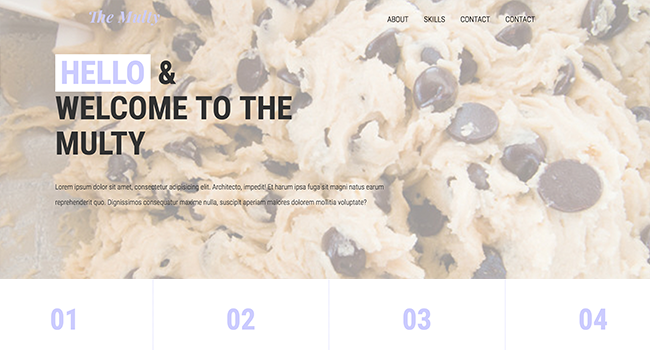 The Multy
ABOUT SKILLS CONTACT CONTACT
HELLO &
WELCOME TO THE
MULTY
Lorem ipsum dolor sit amet, consectetur adipisicing elit. Architecto, impedit! Et harum ipsa fuga sit magni natus earum
reprehenderit quo. Dignissimos consequatur maxime nulla, suscipit aperiam maiores dolorem mollitia voluptate?
01 02 03 04